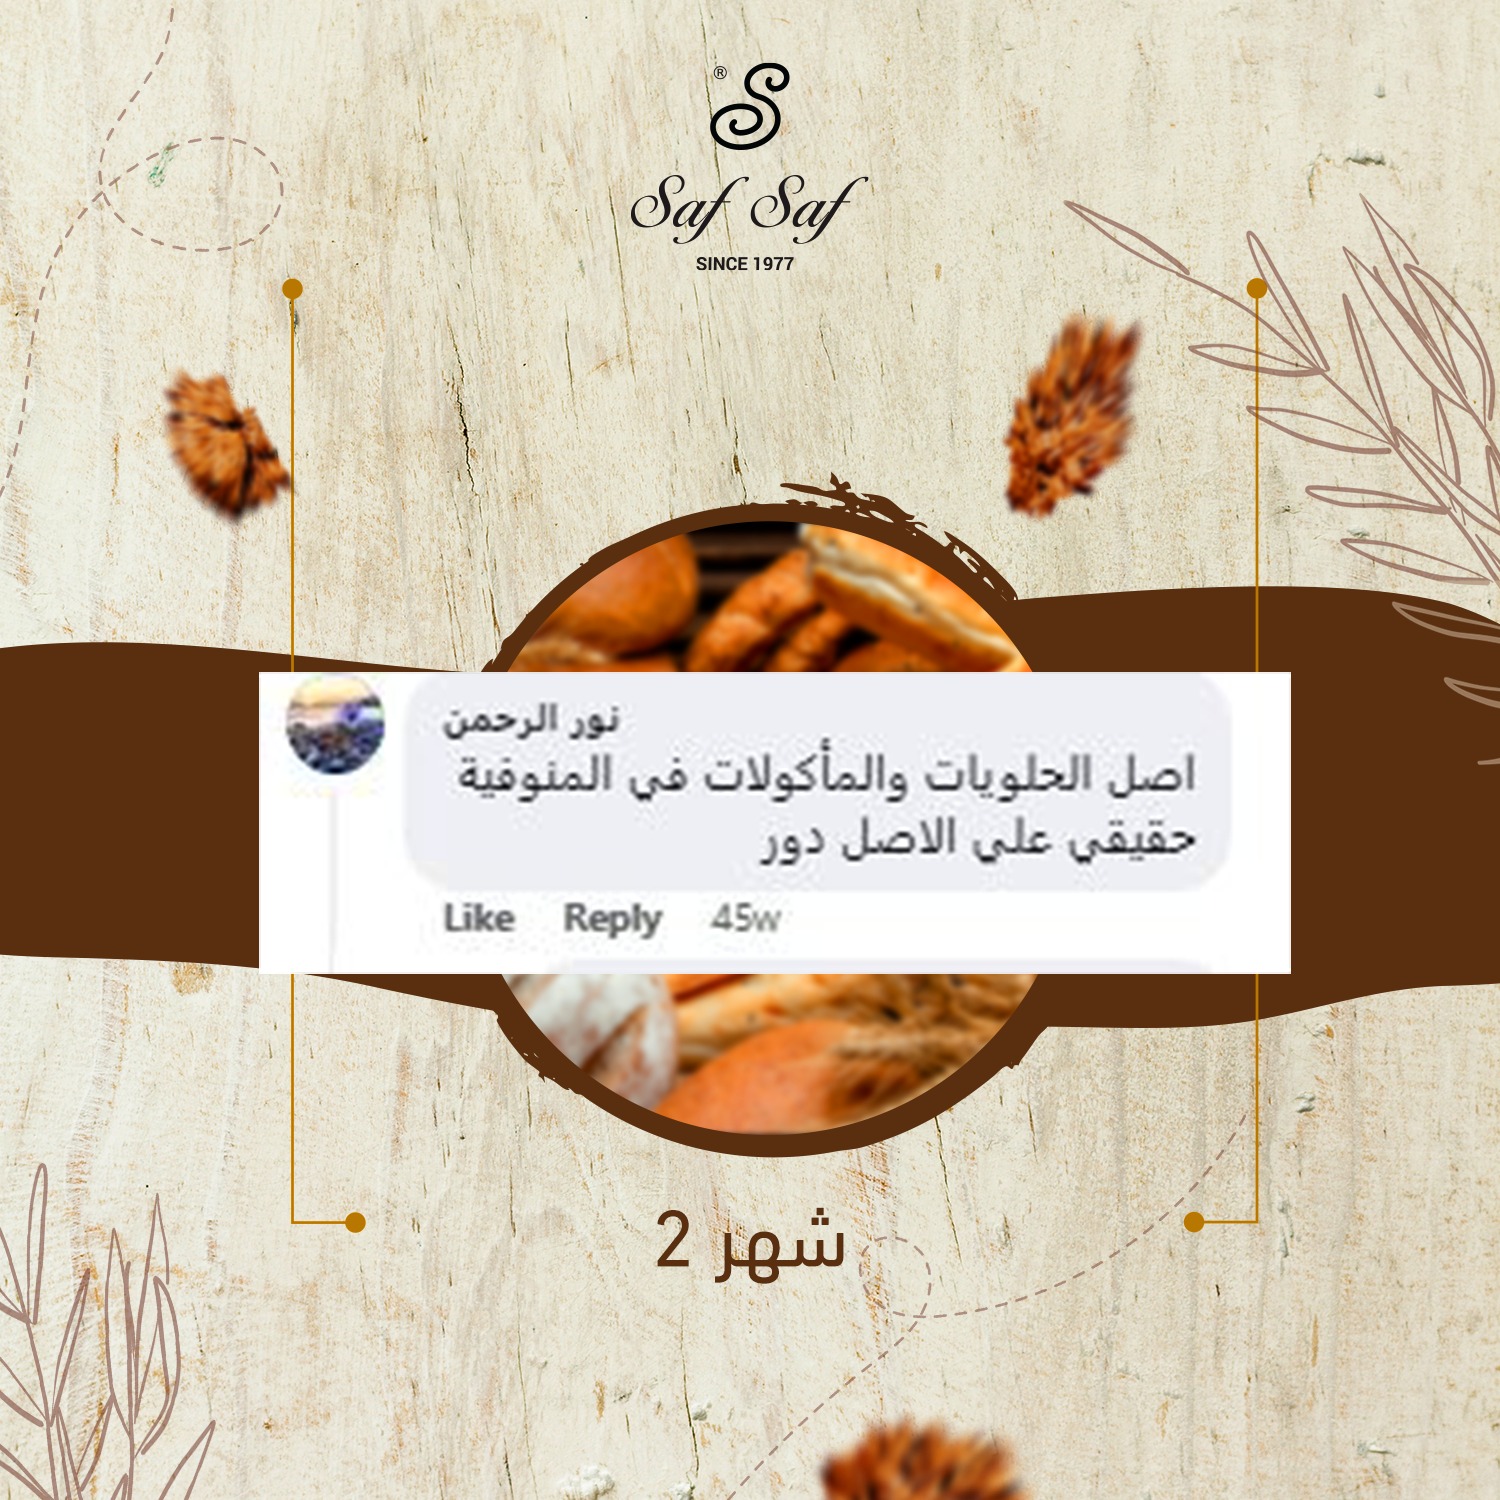 ®
Saf Saf
SINCE 1977
نور الرحمن
اصل الحلويات والمأكولات في المنوفية
حقيقي علي الاصل دور
Like Reply 45w
شهر 2